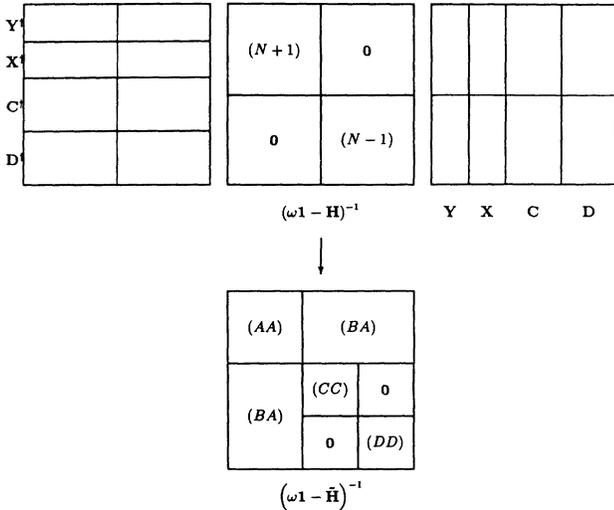 Y†
X†
C†
D†
(N + 1) 0
0 (N − 1)
(ω1 − H)⁻¹
Y X C D
(AA) (BA)
(BA) (CC) 0
0 (DD)
(ω1 − H̃)⁻¹